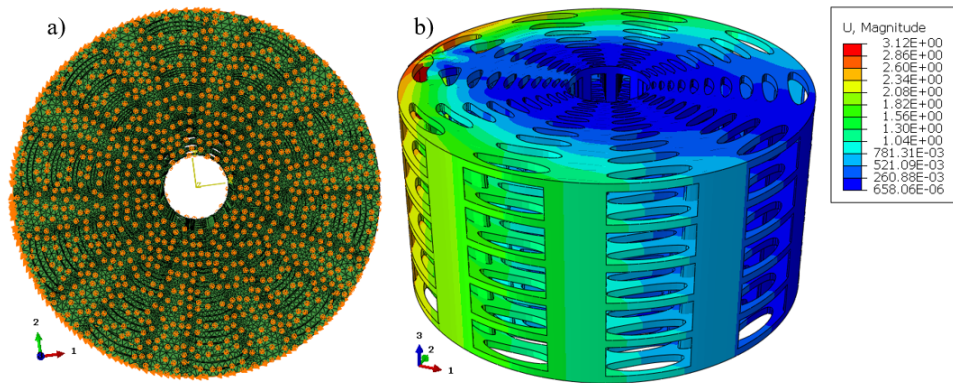 a)
2
1
b)
3
2
1
U, Magnitude
3.12E+00
2.86E+00
2.60E+00
2.34E+00
2.08E+00
1.82E+00
1.56E+00
1.30E+00
1.04E+00
781.31E-03
521.09E-03
260.88E-03
658.06E-06